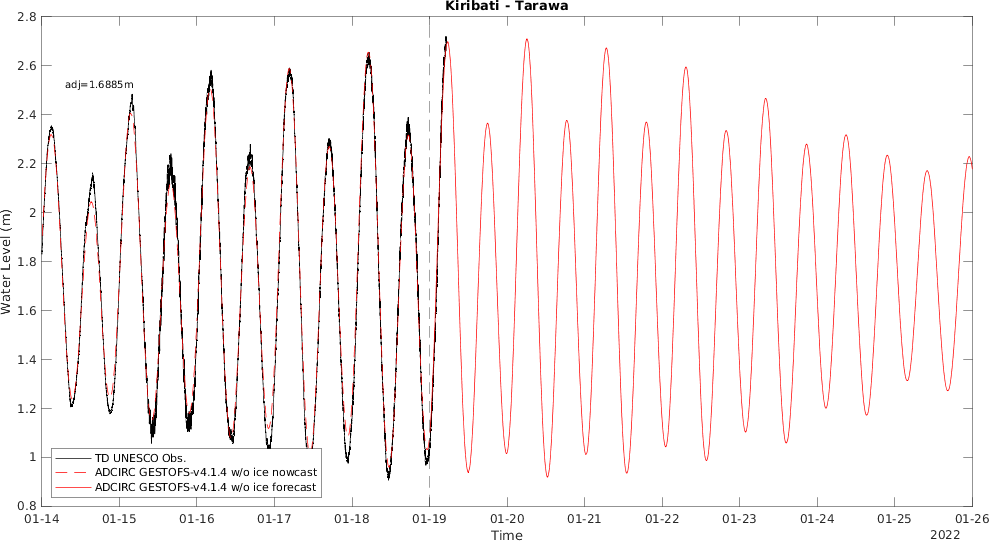 Kiribati - Tarawa
2.8
2.6
adj=1.6885m
2.4
2.2
2
1.8
1.6
1.4
1.2
1
0.8
Water Level (m)
TD UNESCO Obs.
ADCIRC GESTOFS-v4.1.4 w/o ice nowcast
ADCIRC GESTOFS-v4.1.4 w/o ice forecast
01-14 01-15 01-16 01-17 01-18 01-19 01-20 01-21 01-22 01-23 01-24 01-25 01-26
Time
2022